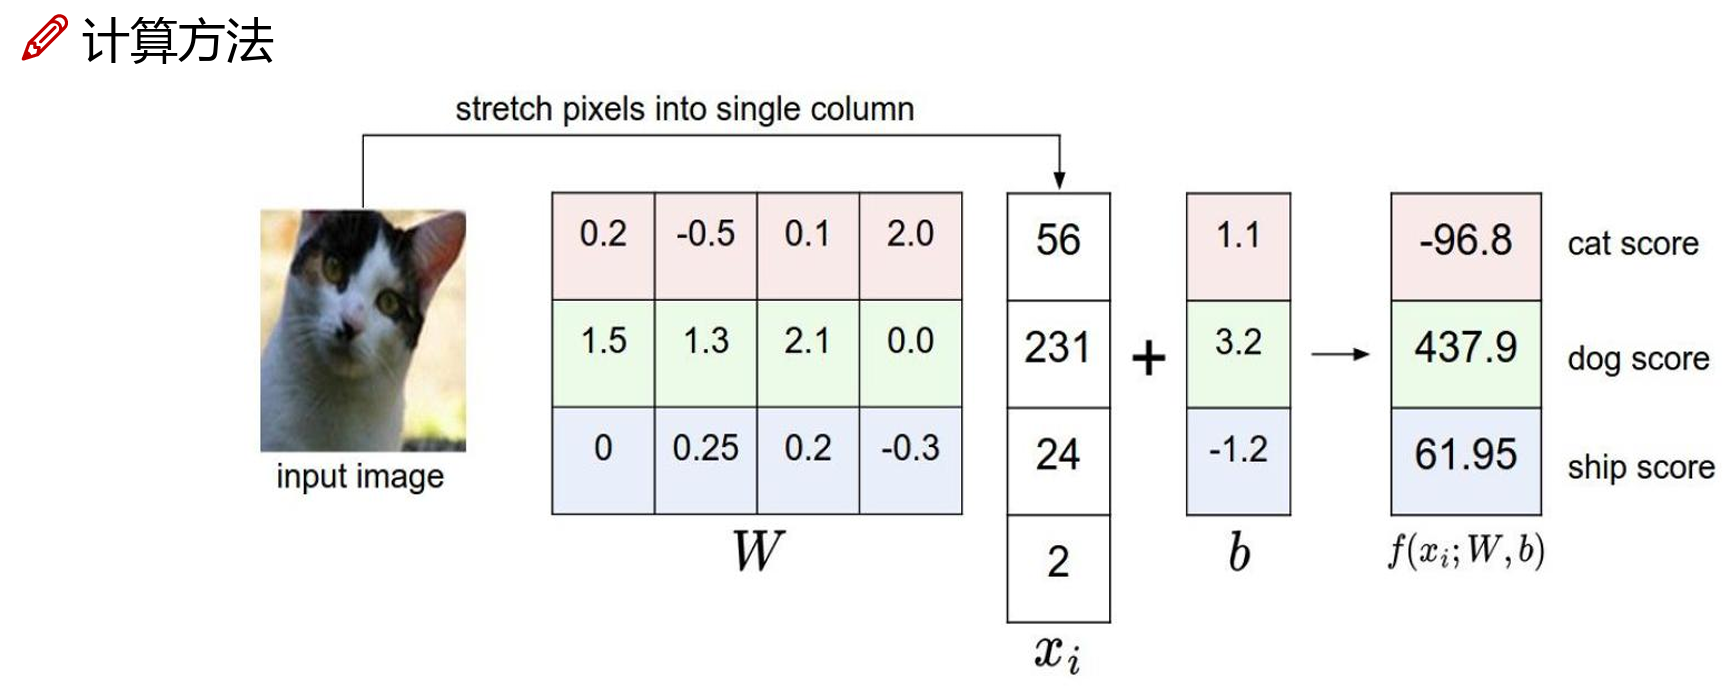 计算方法
stretch pixels into single column
0.2 -0.5 0.1 2.0 56 1.1 -96.8 cat score
1.5 1.3 2.1 0.0 231 + 3.2 437.9 dog score
0 0.25 0.2 -0.3 24 -1.2 61.95 ship score
input image
W 2 b f(xᵢ; W, b)
xᵢ